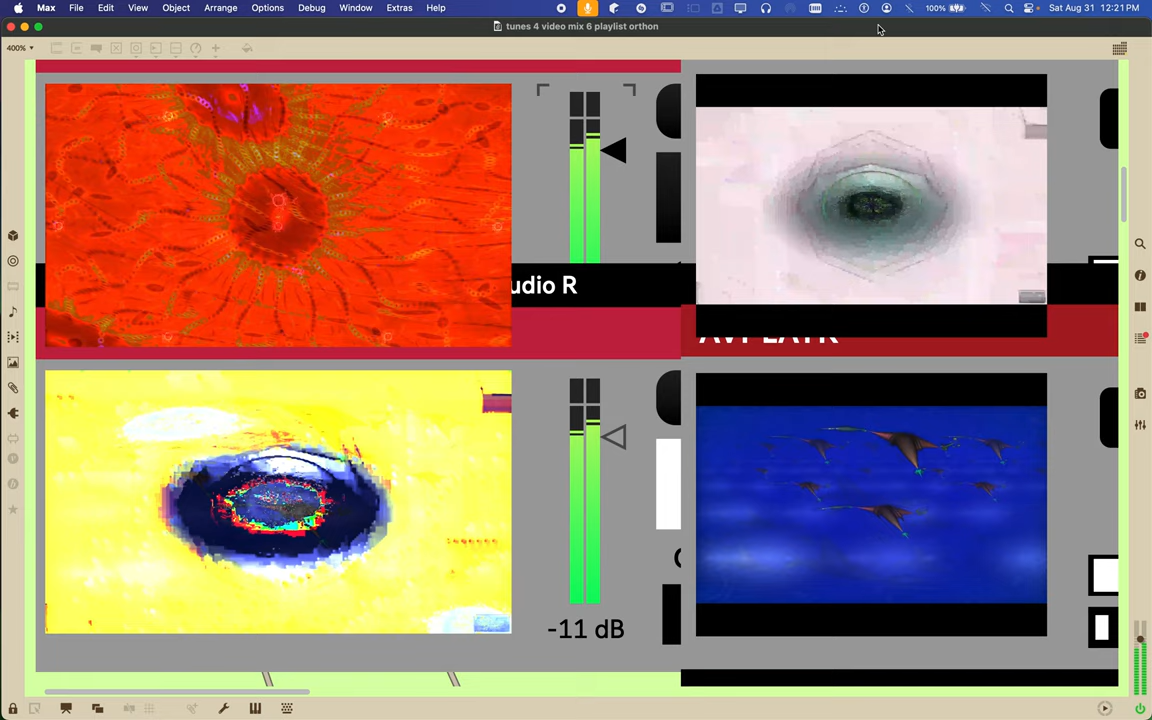 Max File Edit View Object Arrange Options Debug Window Extras Help 100% Sat Aug 31 12:21 PM
tunes 4 video mix 6 playlist orthon
400%
udio R
AVPLAYR
-11 dB